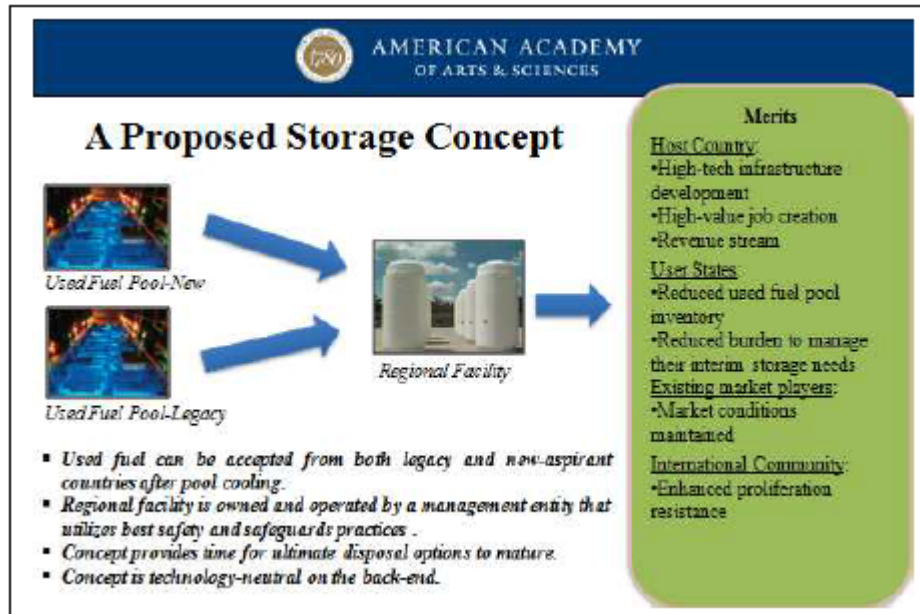 1780
AMERICAN ACADEMY
OF ARTS & SCIENCES
A Proposed Storage Concept
Used Fuel Pool-New
Used Fuel Pool-Legacy
Regional Facility
▪ Used fuel can be accepted from both legacy and new-aspirant
countries after pool cooling.
▪ Regional facility is owned and operated by a management entity that
utilizes best safety and safeguards practices .
▪ Concept provides time for ultimate disposal options to mature.
▪ Concept is technology-neutral on the back-end.
Merits
Host Country:
•High-tech infrastructure
development
•High-value job creation
•Revenue stream
User States:
•Reduced used fuel pool
inventory
•Reduced burden to manage
their interim storage needs
Existing market players:
•Market conditions
maintained
International Community:
•Enhanced proliferation
resistance